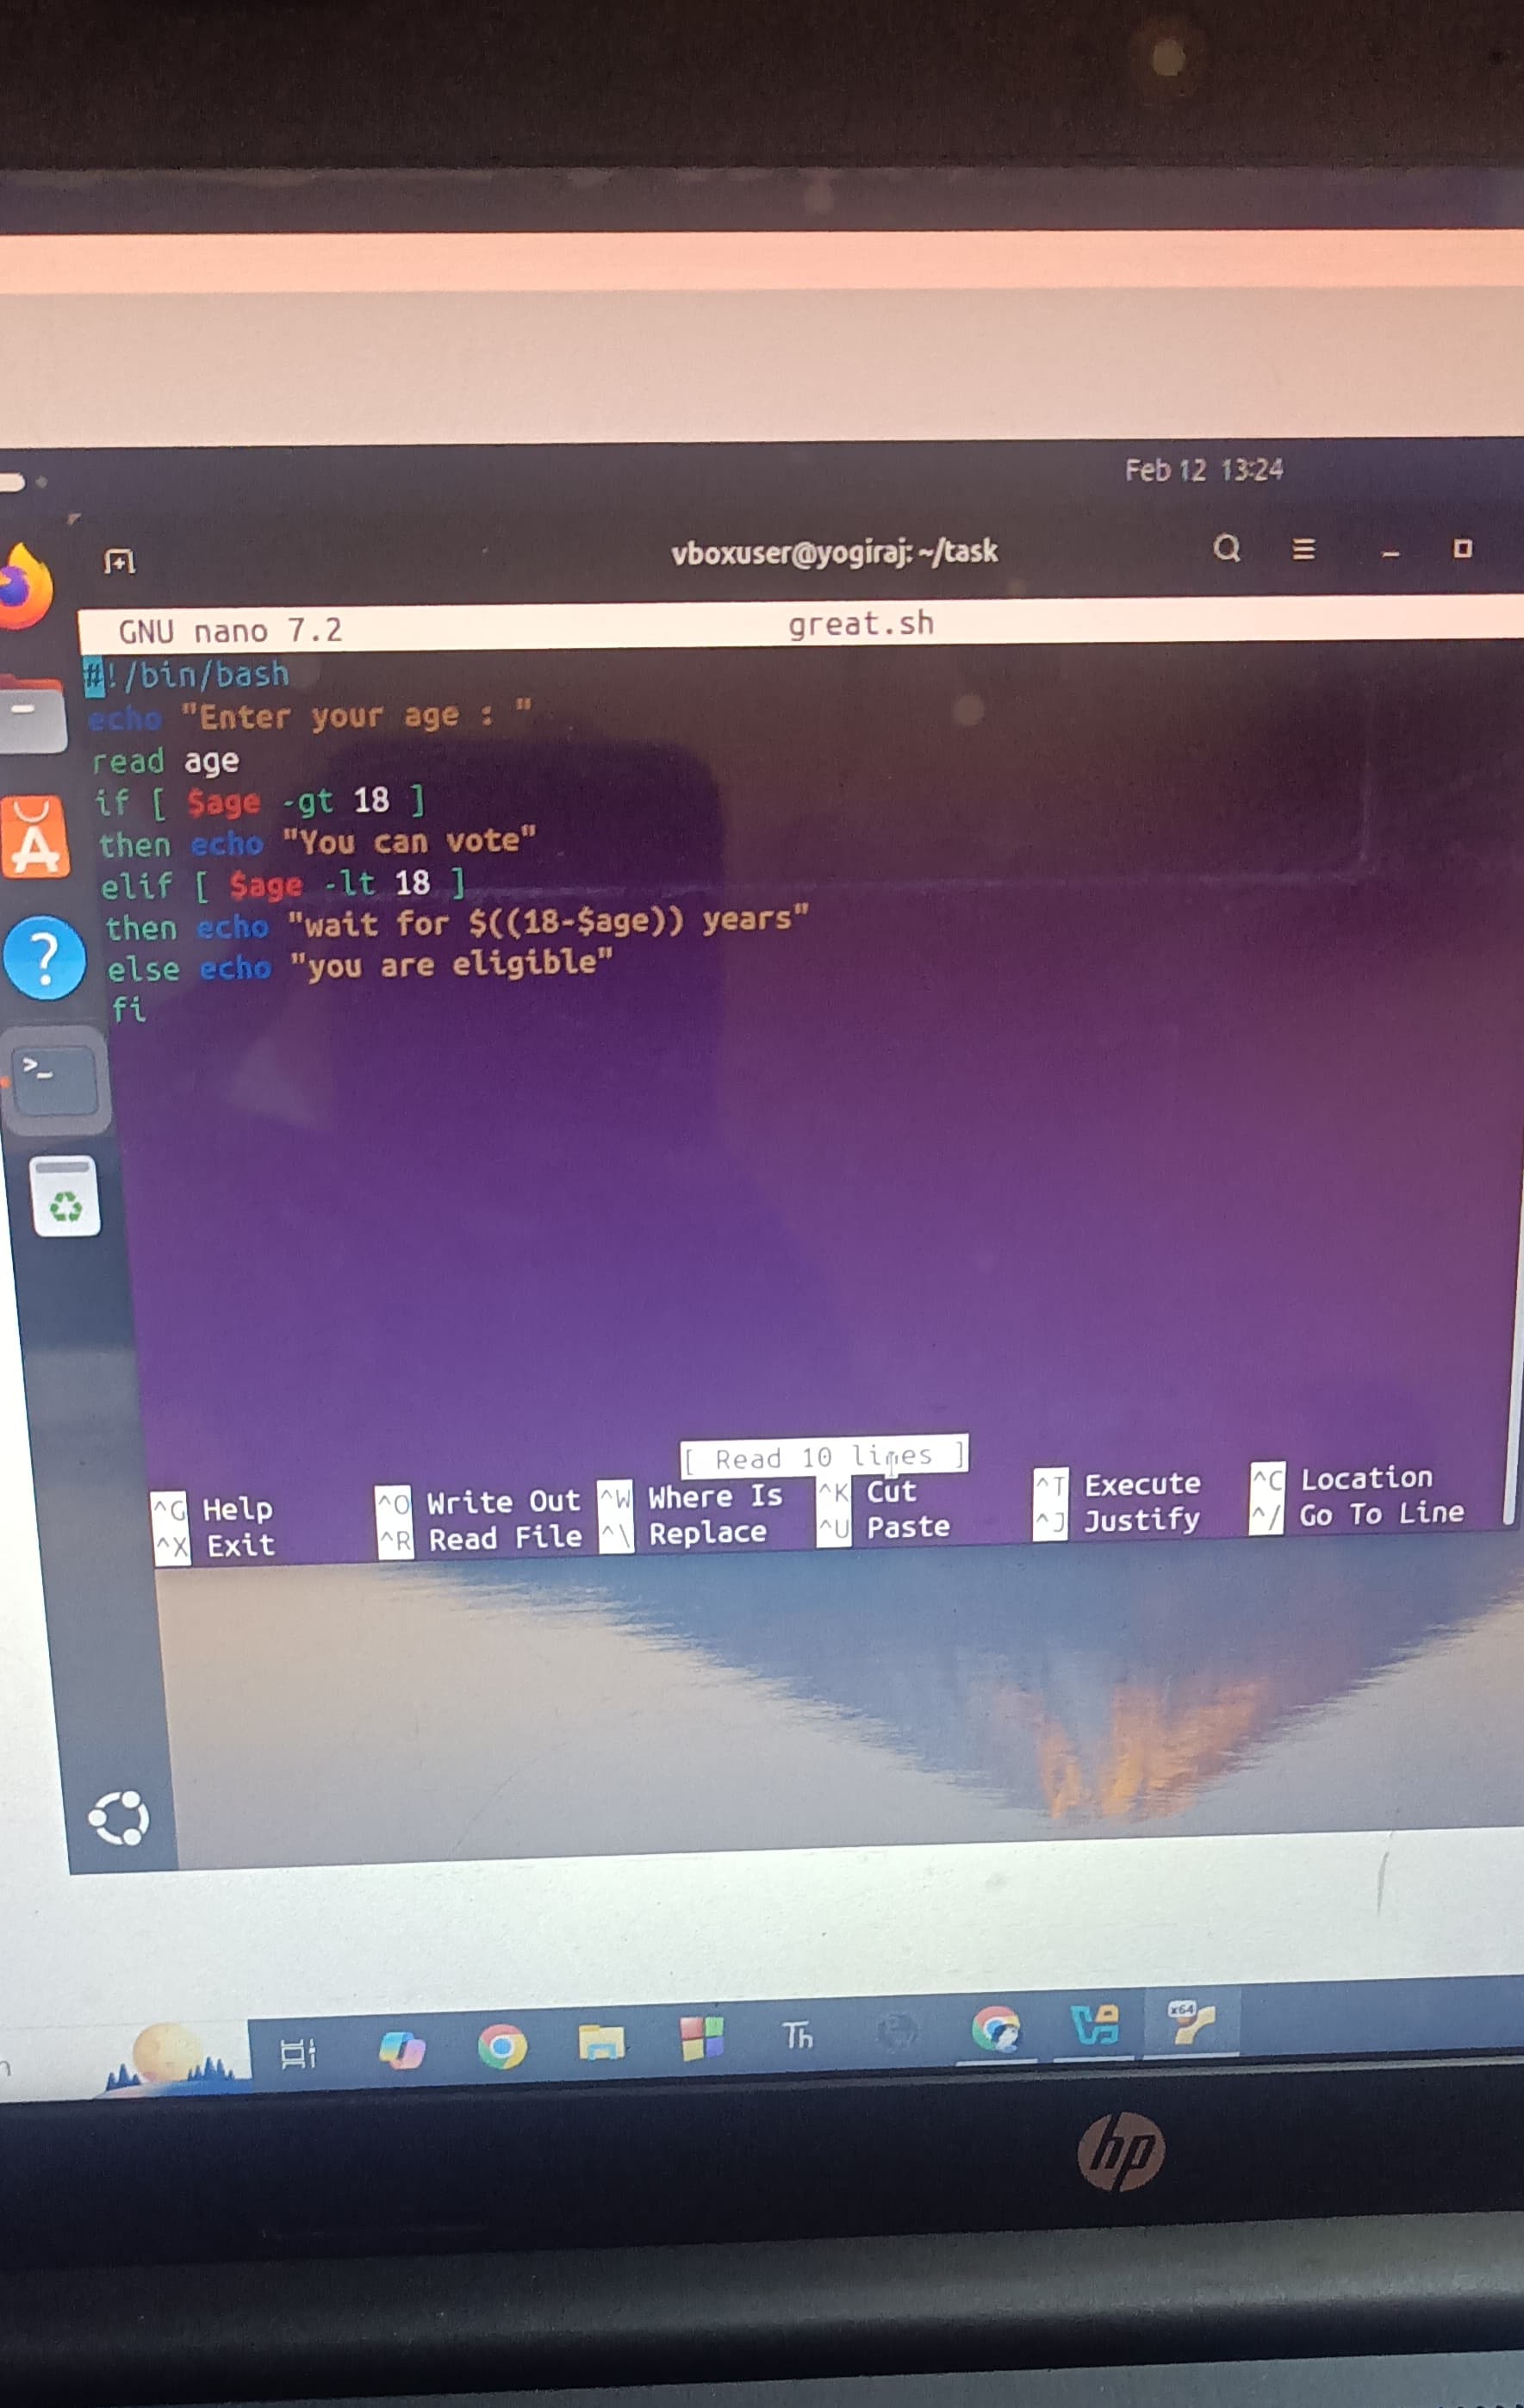 Feb 12 13:24
vboxuser@yogiraj: ~/task
GNU nano 7.2 great.sh
#!/bin/bash
echo "Enter your age : "
read age
if [ $age -gt 18 ]
then echo "You can vote"
elif [ $age -lt 18 ]
then echo "wait for $((18-$age)) years"
else echo "you are eligible"
fi
[ Read 10 lines ]
^G Help ^O Write Out ^W Where Is ^K Cut ^T Execute ^C Location
^X Exit ^R Read File ^\ Replace ^U Paste ^J Justify ^/ Go To Line
Th
x64
hp